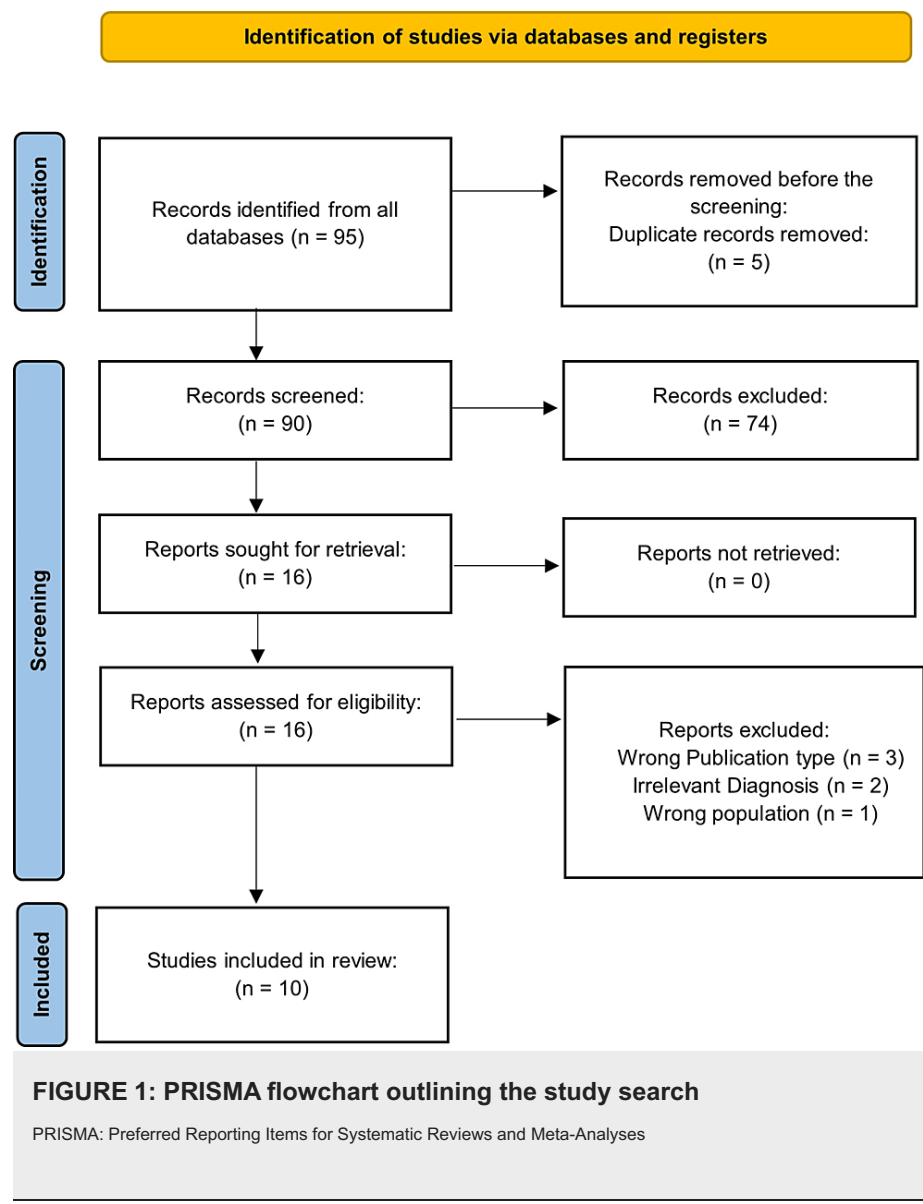 Identification of studies via databases and registers
Identification
Records identified from all
databases (n = 95)
Records removed before the
screening:
Duplicate records removed:
(n = 5)
Screening
Records screened:
(n = 90)
Records excluded:
(n = 74)
Reports sought for retrieval:
(n = 16)
Reports not retrieved:
(n = 0)
Reports assessed for eligibility:
(n = 16)
Reports excluded:
Wrong Publication type (n = 3)
Irrelevant Diagnosis (n = 2)
Wrong population (n = 1)
Included
Studies included in review:
(n = 10)
FIGURE 1: PRISMA flowchart outlining the study search
PRISMA: Preferred Reporting Items for Systematic Reviews and Meta-Analyses